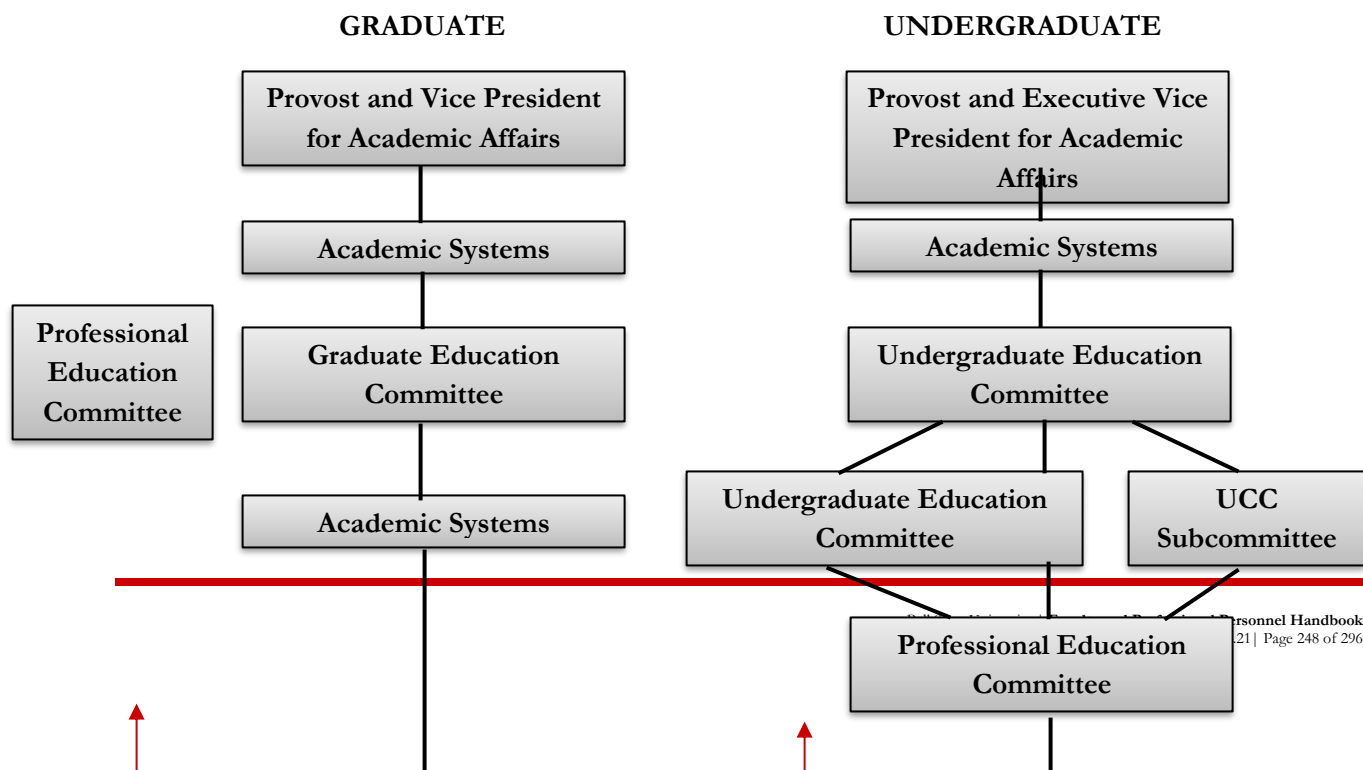 GRADUATE
UNDERGRADUATE
Provost and Vice President
for Academic Affairs
Provost and Executive Vice
President for Academic
Affairs
Academic Systems
Academic Systems
Professional
Education
Committee
Graduate Education
Committee
Undergraduate Education
Committee
Academic Systems
Undergraduate Education
Committee
UCC
Subcommittee
Personnel Handbook
.21| Page 248 of 296
Professional Education
Committee